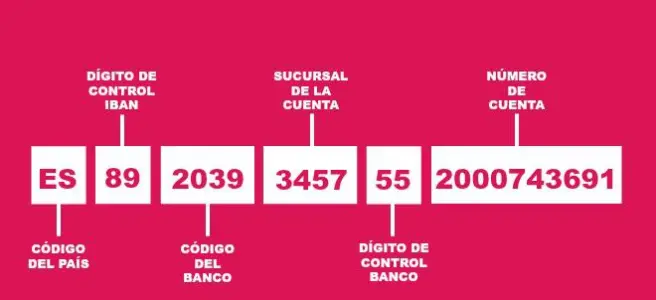 DÍGITO DE
CONTROL
IBAN
SUCURSAL
DE LA
CUENTA
NÚMERO
DE
CUENTA
ES 89 2039 3457 55 2000743691
CÓDIGO
DEL PAÍS
CÓDIGO
DEL
BANCO
DÍGITO DE
CONTROL
BANCO